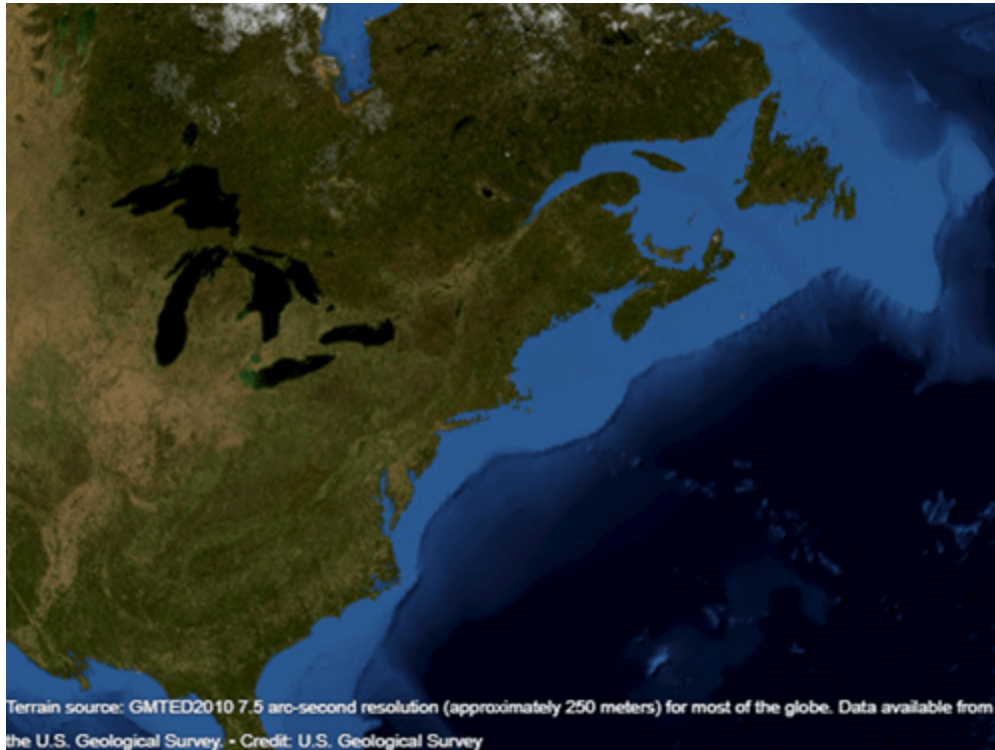 Terrain source: GMTED2010 7.5 arc-second resolution (approximately 250 meters) for most of the globe. Data available from
the U.S. Geological Survey. - Credit: U.S. Geological Survey